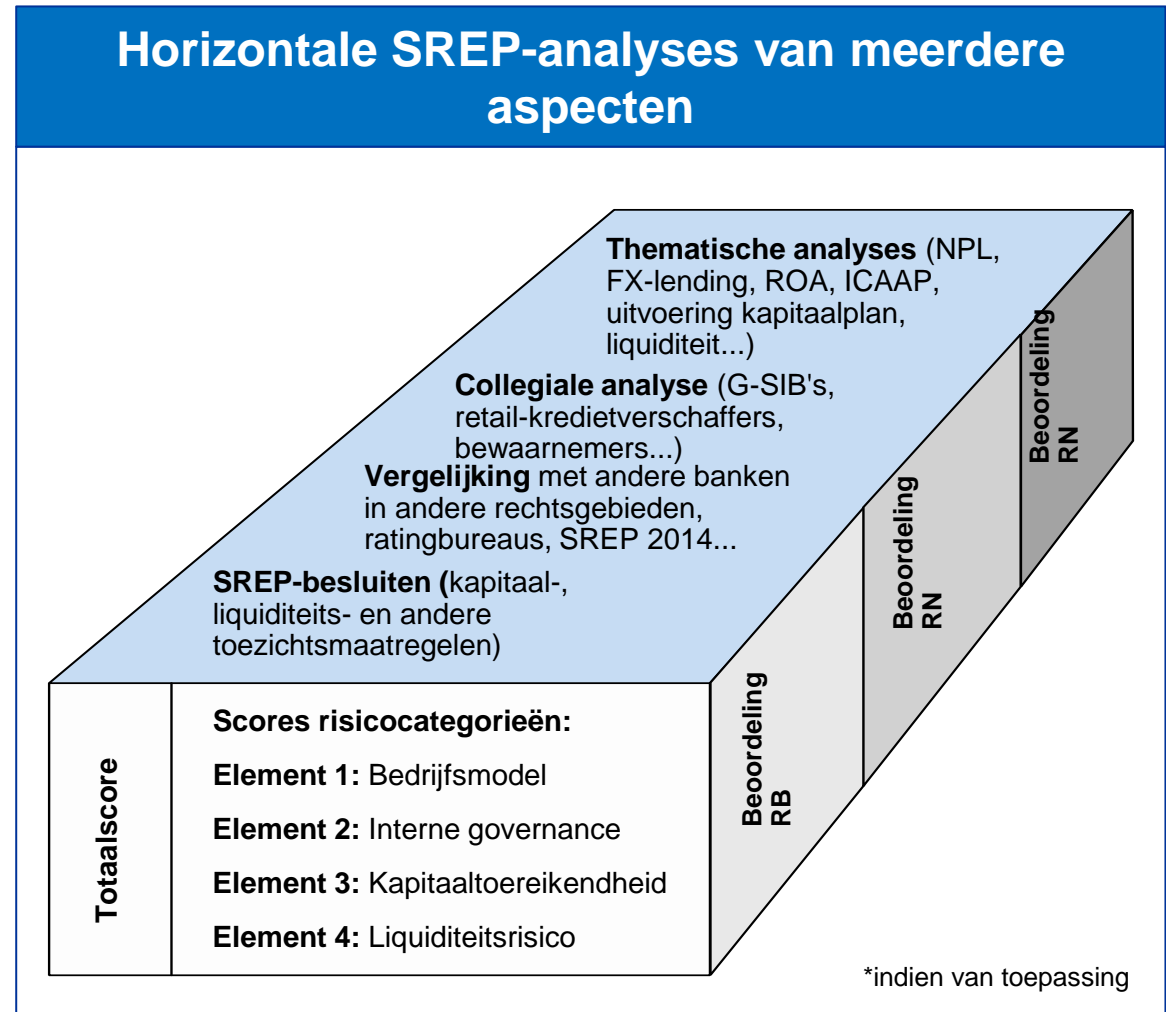 Horizontale SREP-analyses van meerdere
aspecten
Thematische analyses (NPL,
FX-lending, ROA, ICAAP,
uitvoering kapitaalplan,
liquiditeit...)
Collegiale analyse (G-SIB's,
retail-kredietverschaffers,
bewaarnemers...)
Vergelijking met andere banken
in andere rechtsgebieden,
ratingbureaus, SREP 2014...
SREP-besluiten (kapitaal-,
liquiditeits- en andere
toezichtsmaatregelen)
Totaalscore
Scores risicocategorieën:
Element 1: Bedrijfsmodel
Element 2: Interne governance
Element 3: Kapitaaltoereikendheid
Element 4: Liquiditeitsrisico
Beoordeling
RB
Beoordeling
RN
Beoordeling
RN
*indien van toepassing